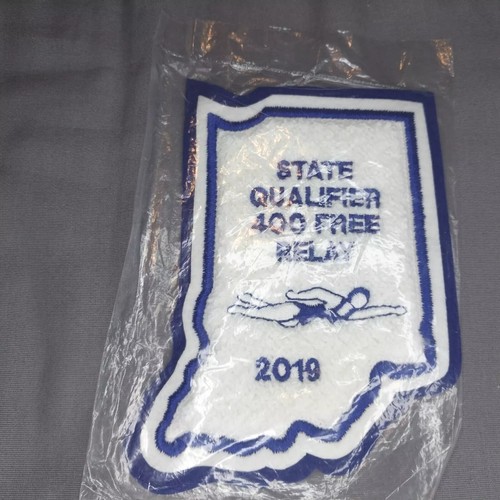 STATE
QUALIFIER
400 FREE
RELAY
2019